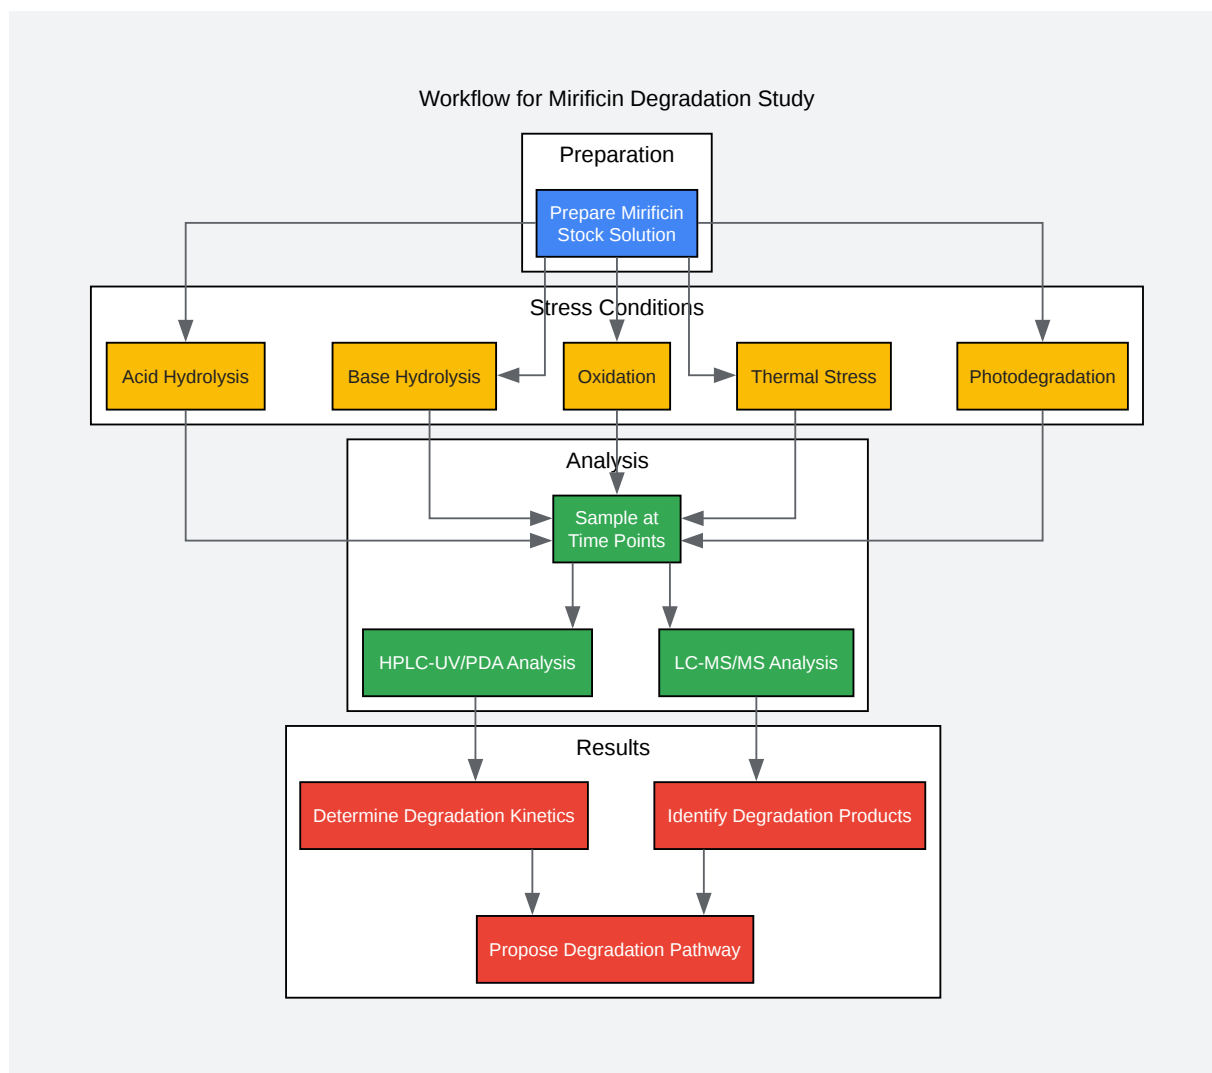 Workflow for Mirificin Degradation Study
Preparation
Prepare Mirificin
Stock Solution
Stress Conditions
Acid Hydrolysis
Base Hydrolysis
Oxidation
Thermal Stress
Photodegradation
Analysis
Sample at
Time Points
HPLC-UV/PDA Analysis
LC-MS/MS Analysis
Results
Determine Degradation Kinetics
Identify Degradation Products
Propose Degradation Pathway